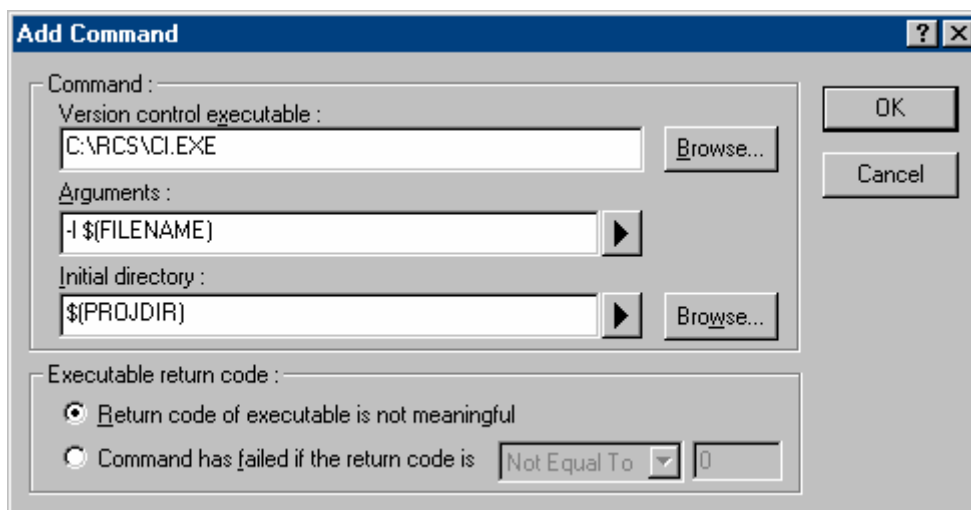 Add Command
Command :
Version control executable :
C:\RCS\CI.EXE
Browse...
OK
Cancel
Arguments :
-l $(FILENAME)
Initial directory :
$(PROJDIR)
Browse...
Executable return code :
Return code of executable is not meaningful
Command has failed if the return code is Not Equal To 0